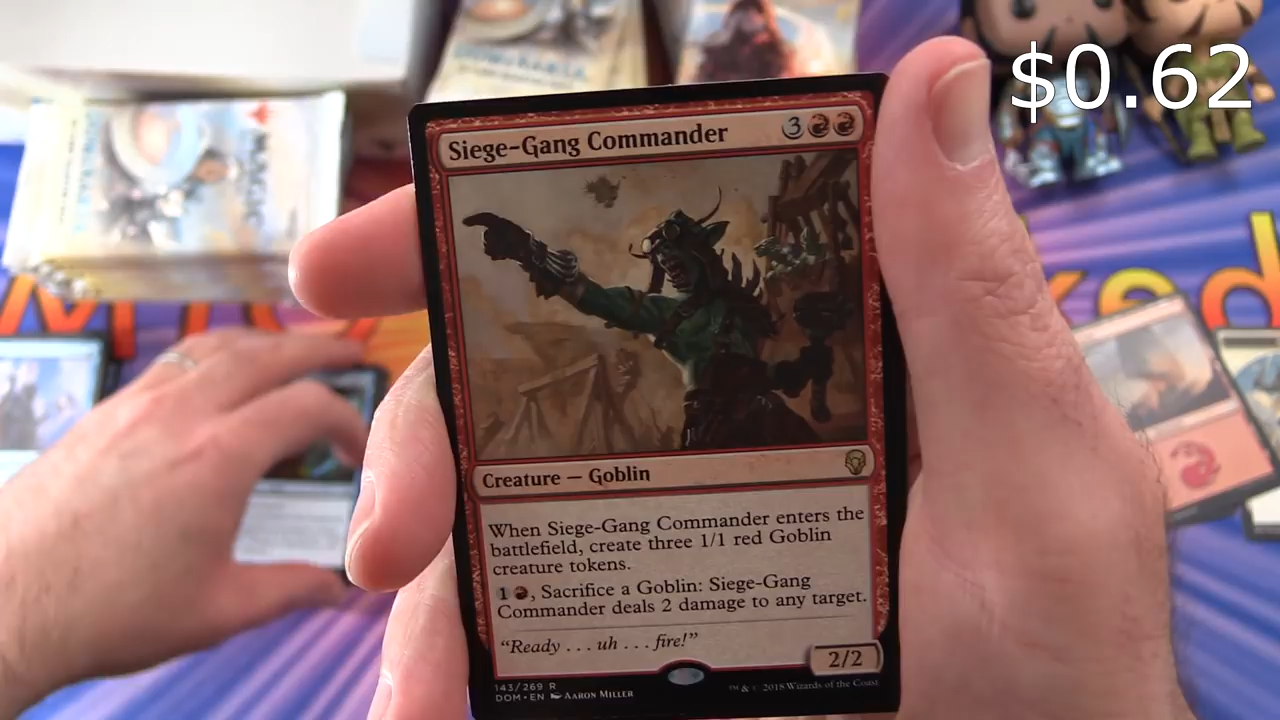 $0.62
Siege-Gang Commander 3
Creature — Goblin
When Siege-Gang Commander enters the
battlefield, create three 1/1 red Goblin
creature tokens.
1 , Sacrifice a Goblin: Siege-Gang
Commander deals 2 damage to any target.
“Ready . . . uh . . . fire!”
2/2
143/269 R
DOM • EN AARON MILLER
™ & © 2018 Wizards of the Coast